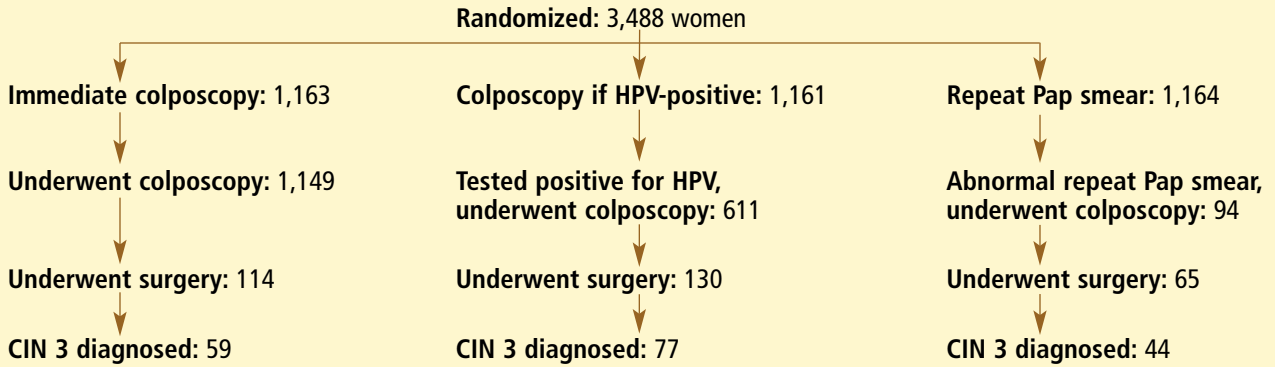 Randomized: 3,488 women
Immediate colposcopy: 1,163
Colposcopy if HPV-positive: 1,161
Repeat Pap smear: 1,164
Underwent colposcopy: 1,149
Tested positive for HPV,
underwent colposcopy: 611
Abnormal repeat Pap smear,
underwent colposcopy: 94
Underwent surgery: 114
Underwent surgery: 130
Underwent surgery: 65
CIN 3 diagnosed: 59
CIN 3 diagnosed: 77
CIN 3 diagnosed: 44